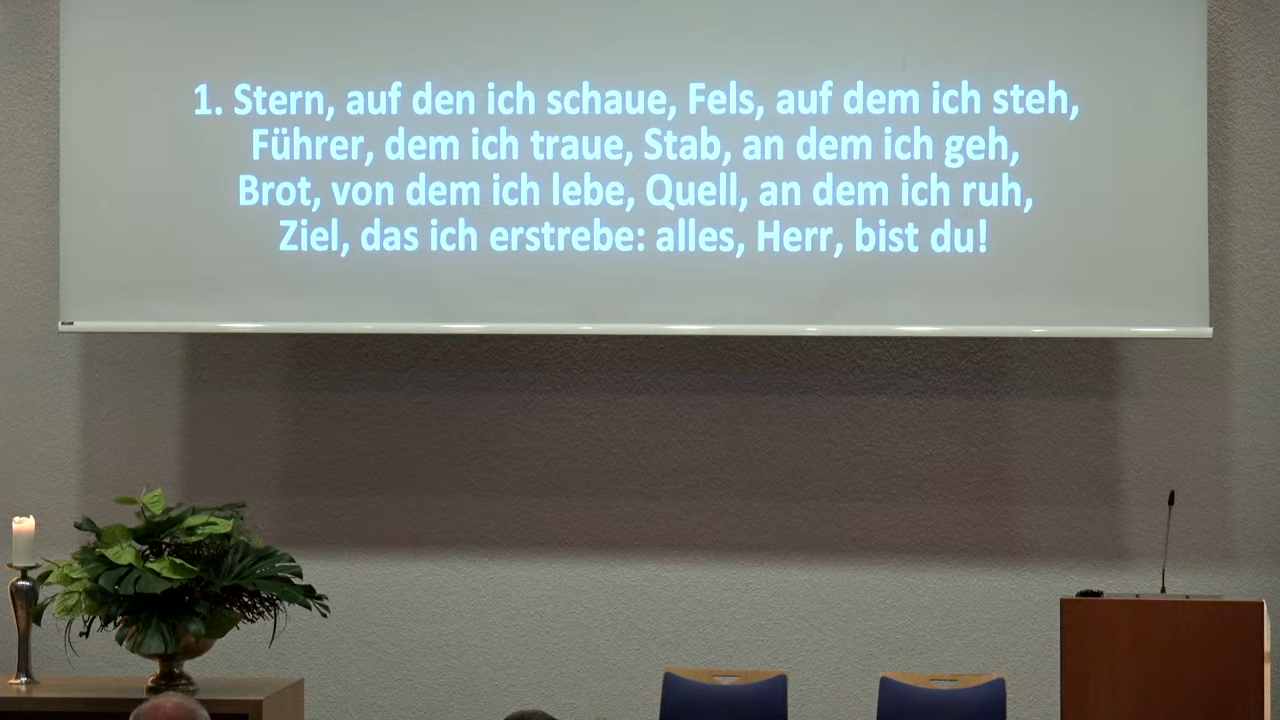 1. Stern, auf den ich schaue, Fels, auf dem ich steh,
Führer, dem ich traue, Stab, an dem ich geh,
Brot, von dem ich lebe, Quell, an dem ich ruh,
Ziel, das ich erstrebe: alles, Herr, bist du!